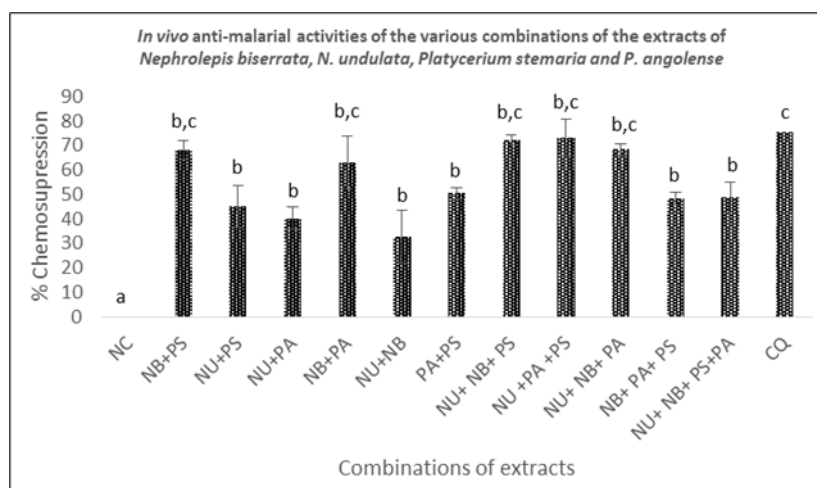 In vivo anti-malarial activities of the various combinations of the extracts of
Nephrolepis biserrata, N. undulata, Platycerium stemaria and P. angolense
% Chemosupression
90
80
70
60
50
40
30
20
10
0
a
b,c
b
b
b,c
b
b
b,c
b,c
b,c
b
b
c
NC
NB+PS
NU+PS
NU+PA
NB+PA
NU+NB
PA+PS
NU+ NB+ PS
NU +PA +PS
NU+ NB+ PA
NB+ PA+ PS
NU+ NB+ PS+PA
CQ
Combinations of extracts